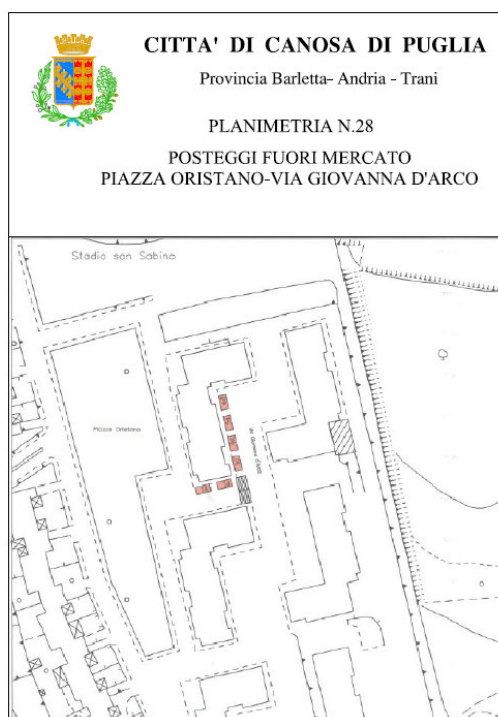 CITTA' DI CANOSA DI PUGLIA
Provincia Barletta- Andria - Trani
PLANIMETRIA N.28
POSTEGGI FUORI MERCATO
PIAZZA ORISTANO-VIA GIOVANNA D'ARCO
Stadio san Sabino
Piazza Oristano